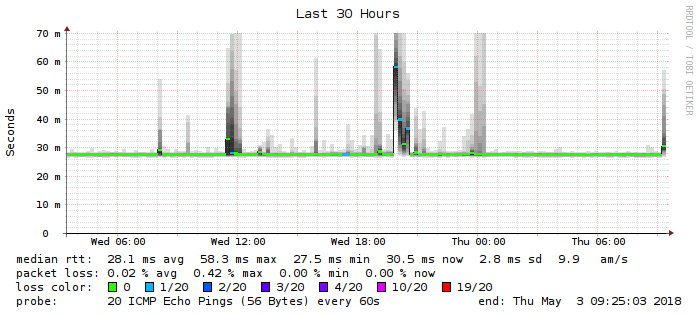 Last 30 Hours
RRDTOOL / TOBI OETIKER
Seconds
70 m
60 m
50 m
40 m
30 m
20 m
10 m
0
Wed 06:00 Wed 12:00 Wed 18:00 Thu 00:00 Thu 06:00
median rtt: 28.1 ms avg 58.3 ms max 27.5 ms min 30.5 ms now 2.8 ms sd 9.9 am/s
packet loss: 0.02 % avg 0.42 % max 0.00 % min 0.00 % now
loss color: 0 1/20 2/20 3/20 4/20 10/20 19/20
probe: 20 ICMP Echo Pings (56 Bytes) every 60s end: Thu May 3 09:25:03 2018